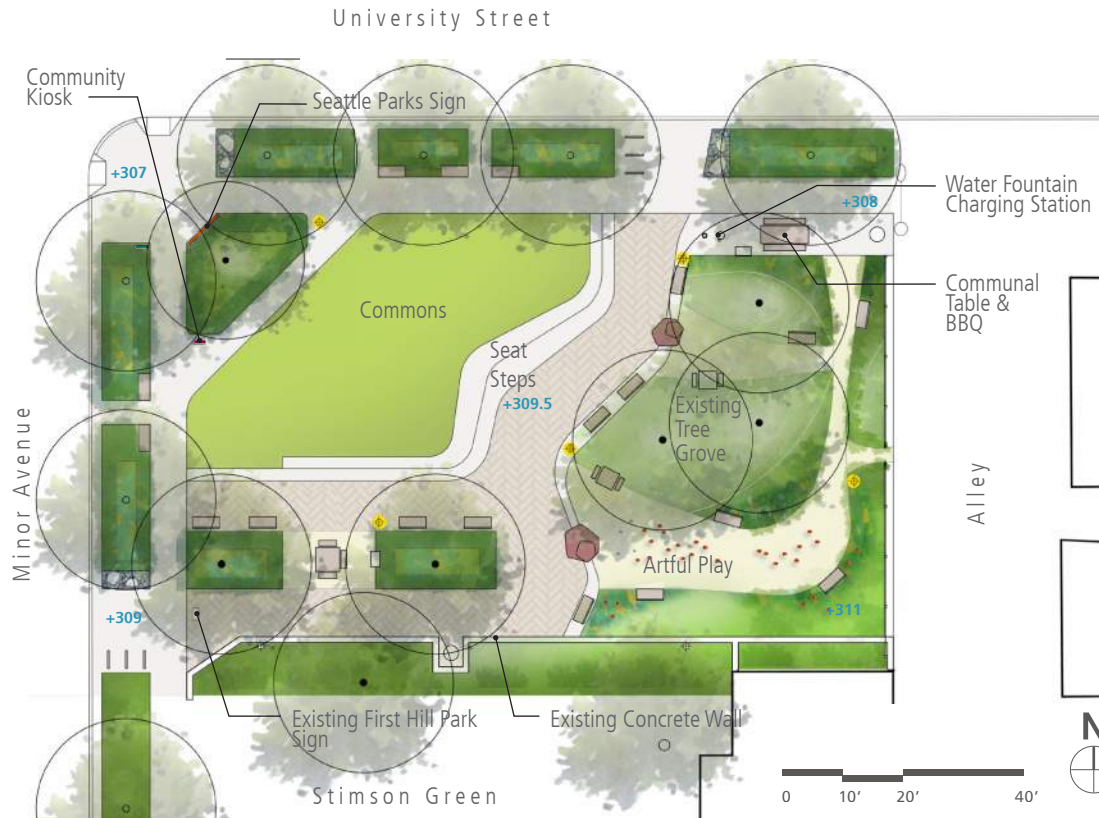 University Street
Community
Kiosk
Seattle Parks Sign
+307
+308
Water Fountain
Charging Station
Communal
Table &
BBQ
Commons
Seat
Steps
+309.5
Existing
Tree
Grove
Minor Avenue
Alley
Artful Play
+309
+311
Existing First Hill Park
Sign
Existing Concrete Wall
Stimson Green
N
0 10' 20' 40'